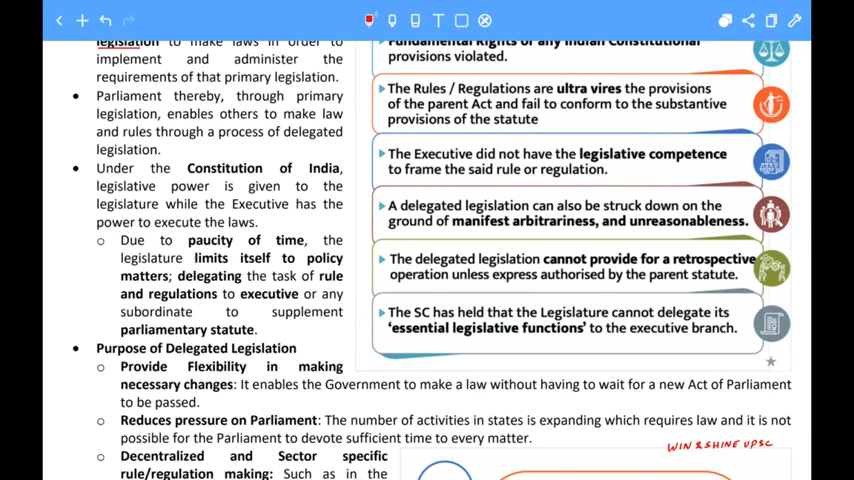 legislation to make laws in order to
implement and administer the
requirements of that primary legislation.
• Parliament thereby, through primary
legislation, enables others to make law
and rules through a process of delegated
legislation.
• Under the Constitution of India,
legislative power is given to the
legislature while the Executive has the
power to execute the laws.
o Due to paucity of time, the
legislature limits itself to policy
matters; delegating the task of rule
and regulations to executive or any
subordinate to supplement
parliamentary statute.
• Purpose of Delegated Legislation
o Provide Flexibility in making
necessary changes: It enables the Government to make a law without having to wait for a new Act of Parliament
to be passed.
o Reduces pressure on Parliament: The number of activities in states is expanding which requires law and it is not
possible for the Parliament to devote sufficient time to every matter.
o Decentralized and Sector specific
rule/regulation making: Such as in the
Fundamental Rights or any Indian Constitutional
provisions violated.
The Rules / Regulations are ultra vires the provisions
of the parent Act and fail to conform to the substantive
provisions of the statute
The Executive did not have the legislative competence
to frame the said rule or regulation.
A delegated legislation can also be struck down on the
ground of manifest arbitrariness, and unreasonableness.
The delegated legislation cannot provide for a retrospective
operation unless express authorised by the parent statute.
The SC has held that the Legislature cannot delegate its
'essential legislative functions' to the executive branch.
WIN & SHINE UPSC